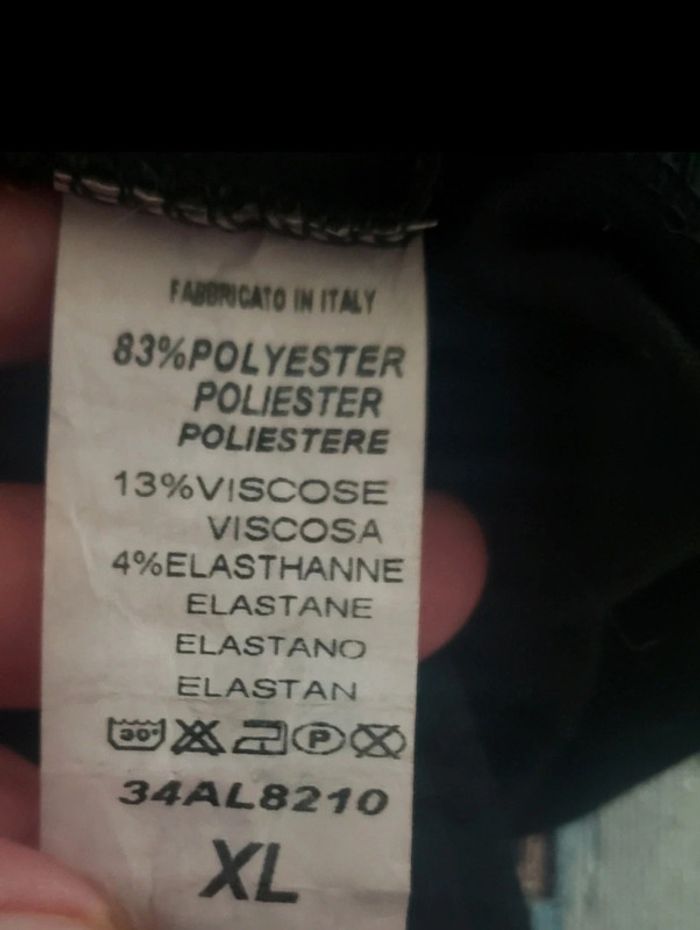 FABBRICATO IN ITALY
83%POLYESTER
POLIESTER
POLIESTERE
13%VISCOSE
VISCOSA
4%ELASTHANNE
ELASTANE
ELASTANO
ELASTAN
30° P
34AL8210
XL